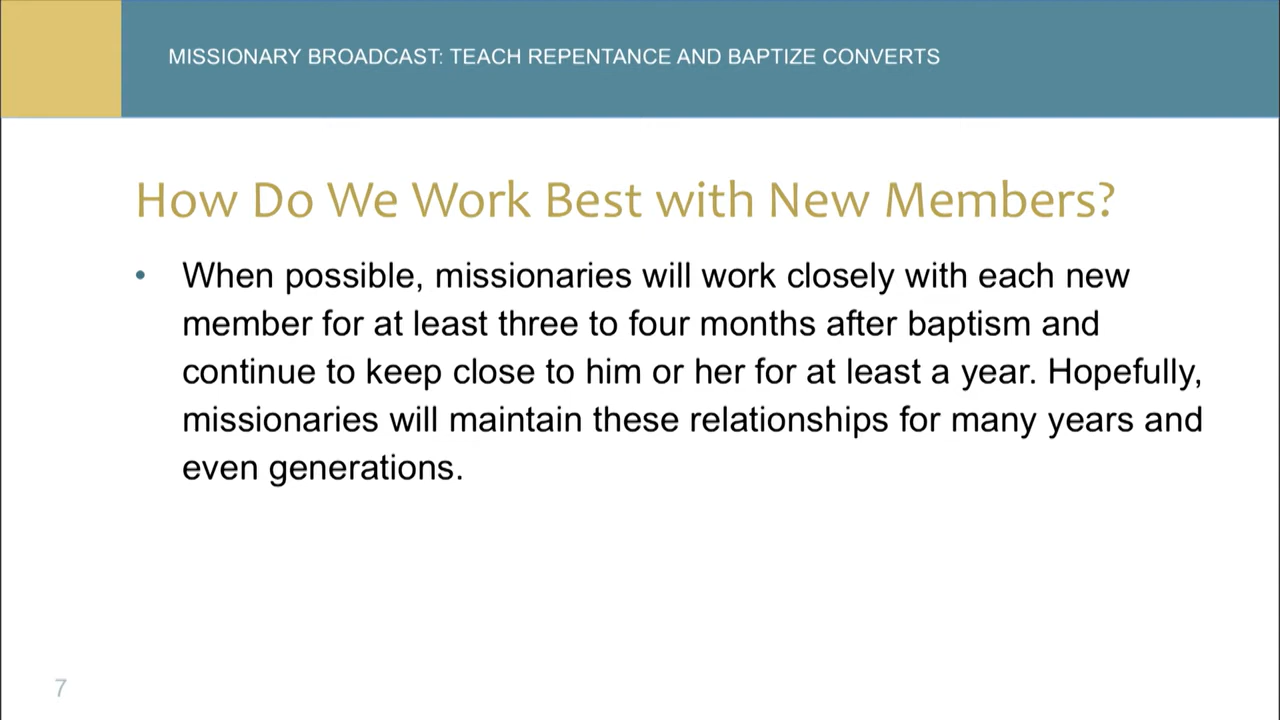 MISSIONARY BROADCAST: TEACH REPENTANCE AND BAPTIZE CONVERTS
How Do We Work Best with New Members?
• When possible, missionaries will work closely with each new
member for at least three to four months after baptism and
continue to keep close to him or her for at least a year. Hopefully,
missionaries will maintain these relationships for many years and
even generations.
7